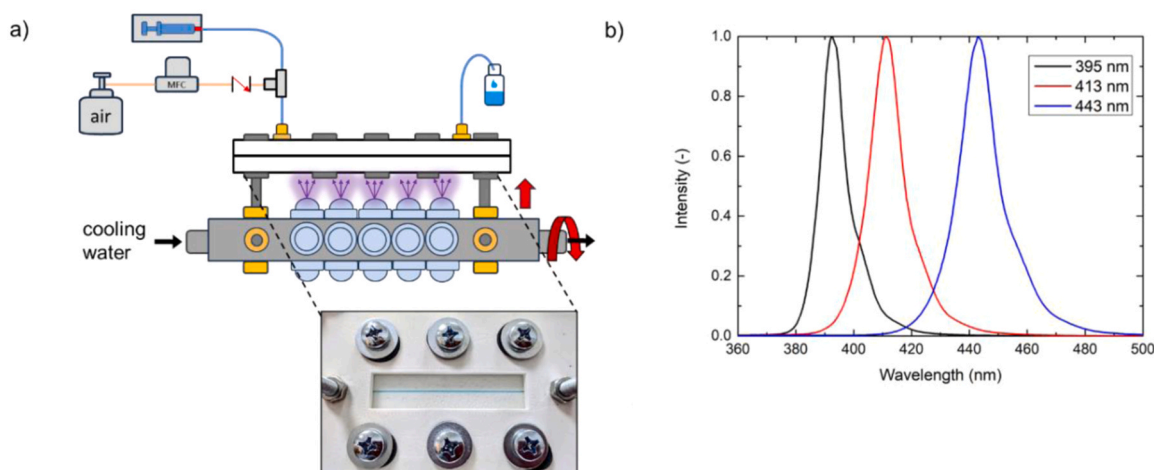 a)
MFC
air
cooling
water
b)
1.0
0.8
0.6
0.4
0.2
0.0
Intensity (-)
395 nm
413 nm
443 nm
360
380
400
420
440
460
480
500
Wavelength (nm)